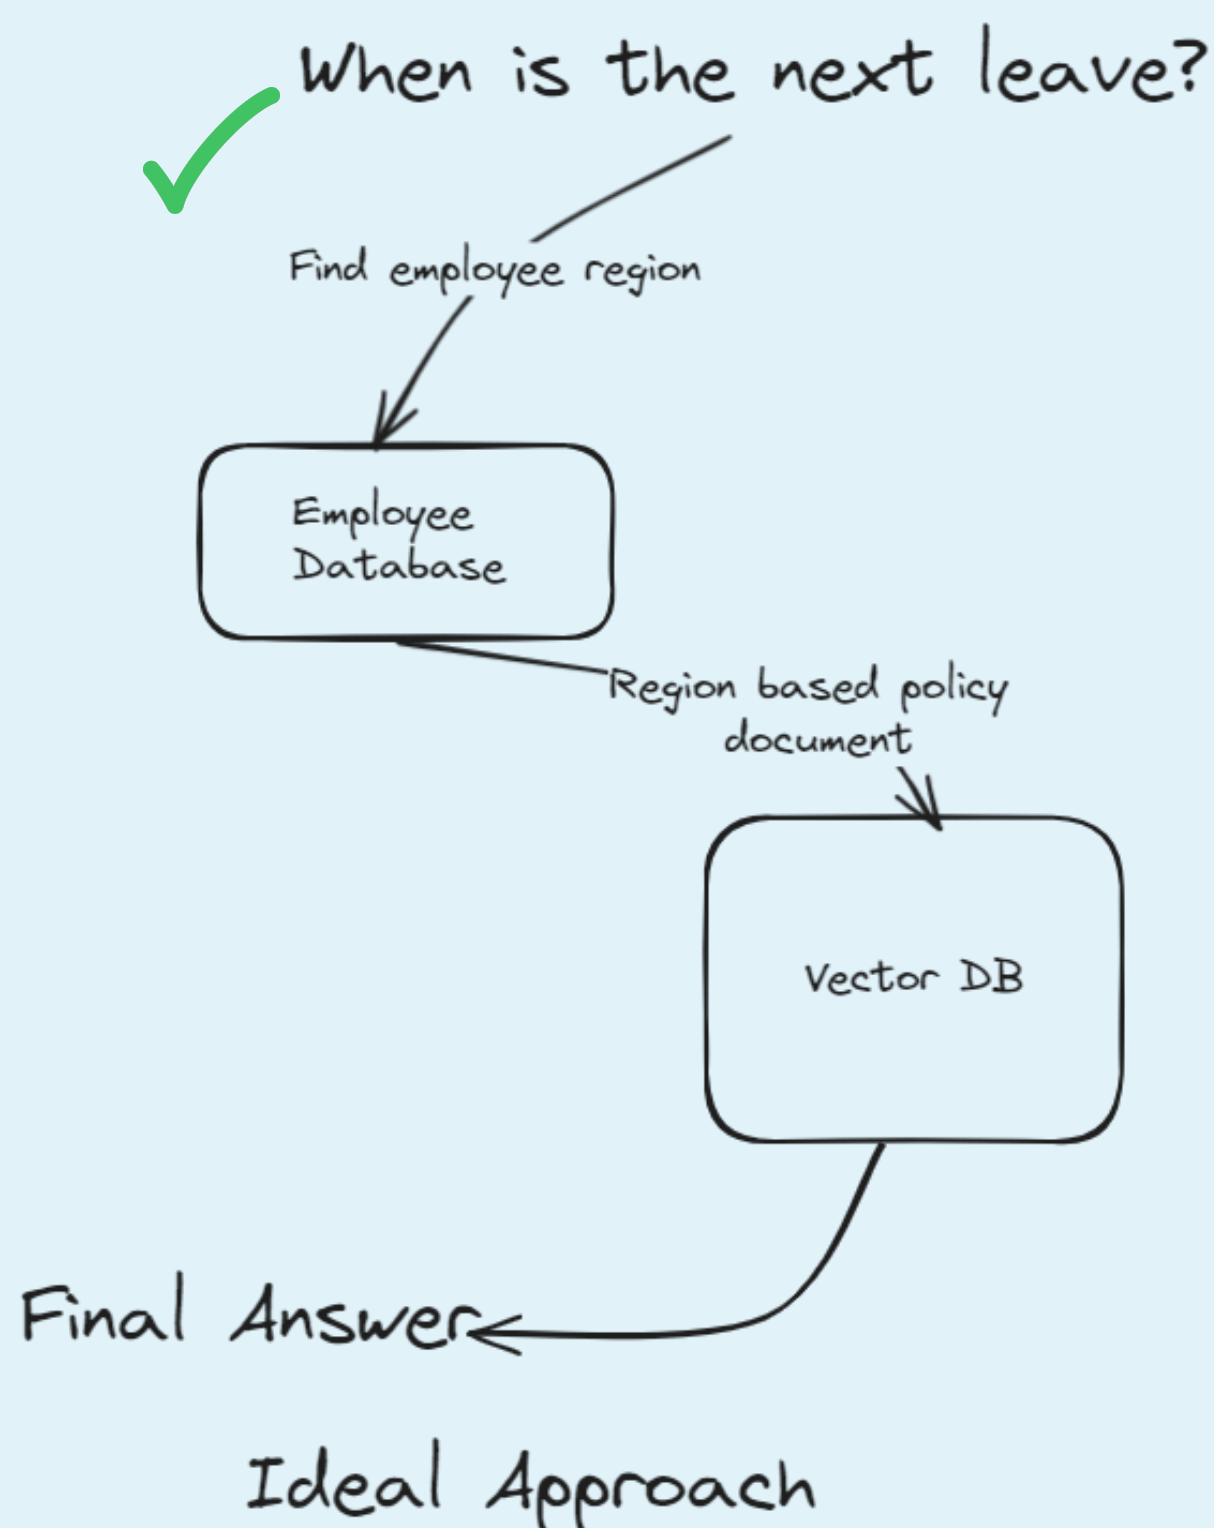 When is the next leave?
Find employee region
Employee
Database
Region based policy
document
Vector DB
Final Answer
Ideal Approach